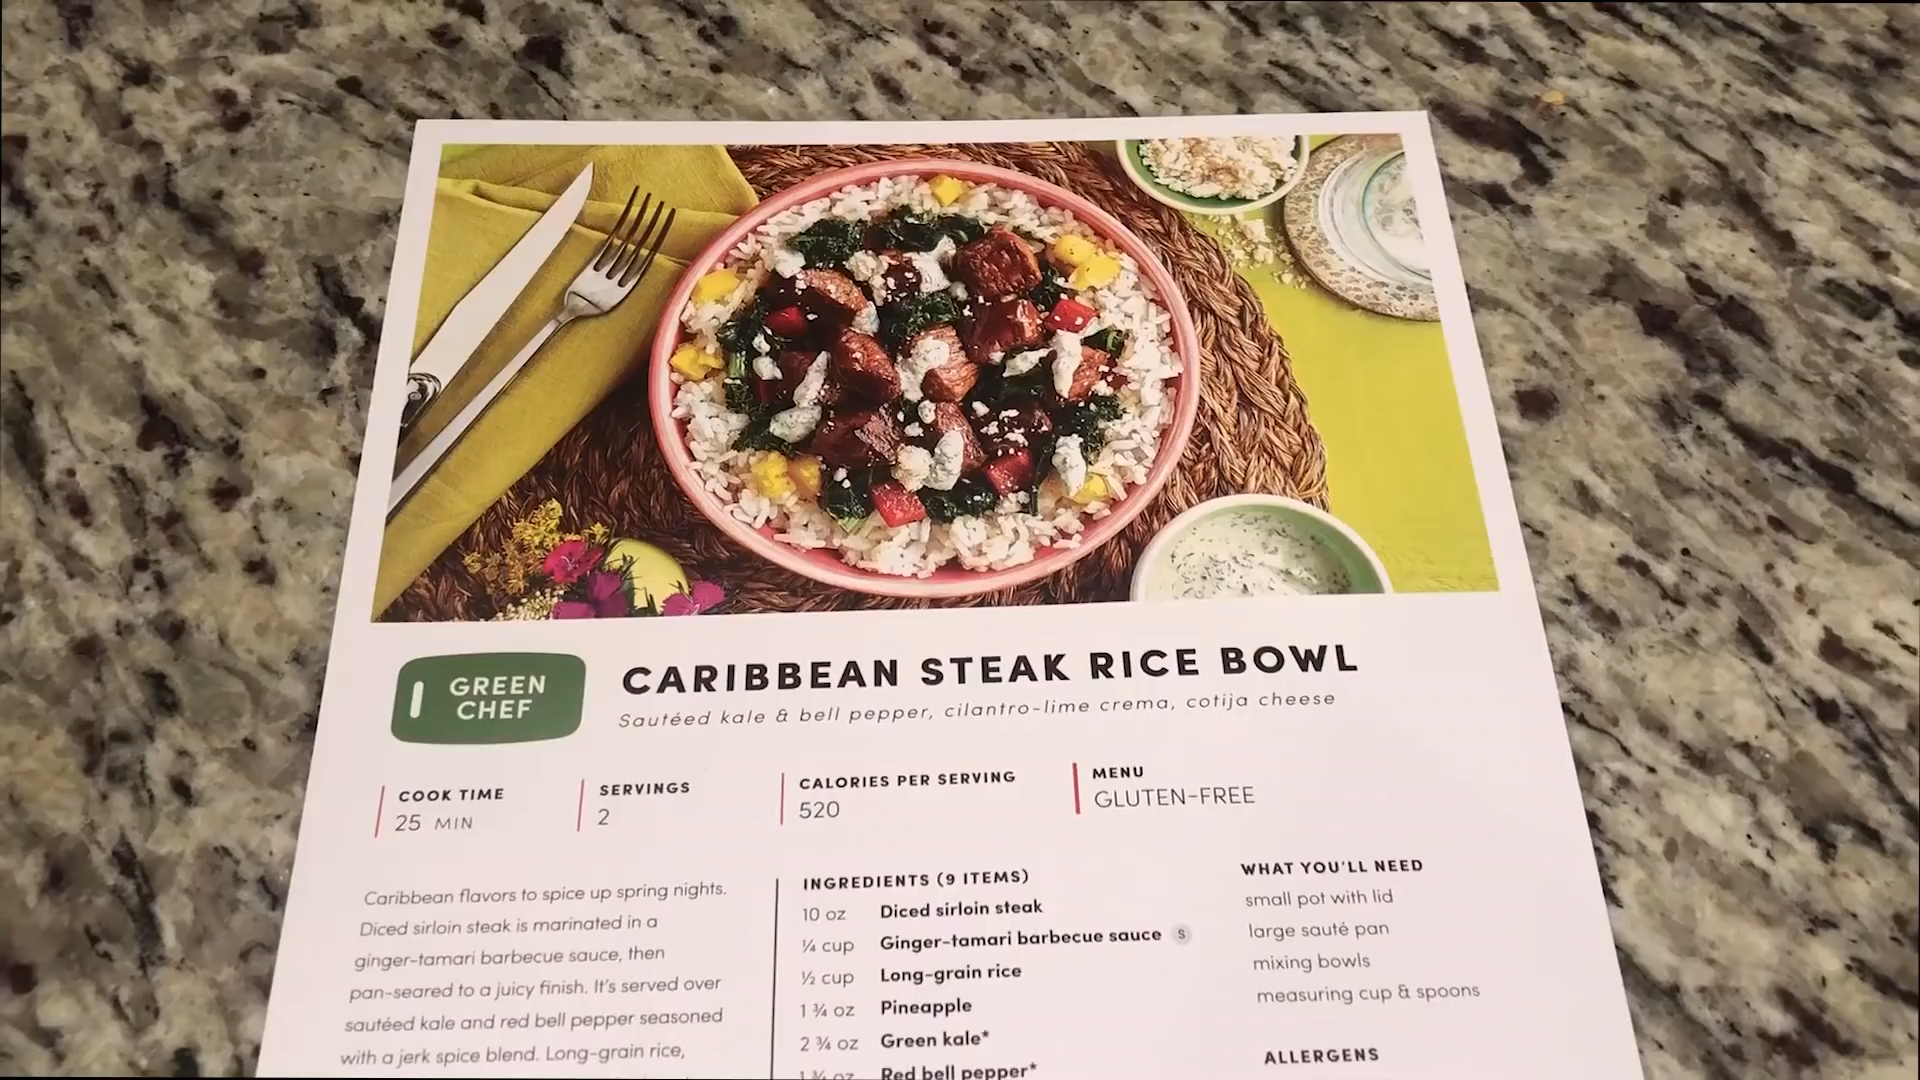 GREEN
CHEF
CARIBBEAN STEAK RICE BOWL
Sautéed kale & bell pepper, cilantro-lime crema, cotija cheese
COOK TIME
25 MIN
SERVINGS
2
CALORIES PER SERVING
520
MENU
GLUTEN-FREE
Caribbean flavors to spice up spring nights.
Diced sirloin steak is marinated in a
ginger-tamari barbecue sauce, then
pan-seared to a juicy finish. It's served over
sautéed kale and red bell pepper seasoned
with a jerk spice blend. Long-grain rice,
INGREDIENTS (9 ITEMS)
10 oz Diced sirloin steak
¼ cup Ginger-tamari barbecue sauce S
½ cup Long-grain rice
1 ¾ oz Pineapple
2 ¾ oz Green kale*
1 ¾ oz Red bell pepper*
WHAT YOU'LL NEED
small pot with lid
large sauté pan
mixing bowls
measuring cup & spoons
ALLERGENS